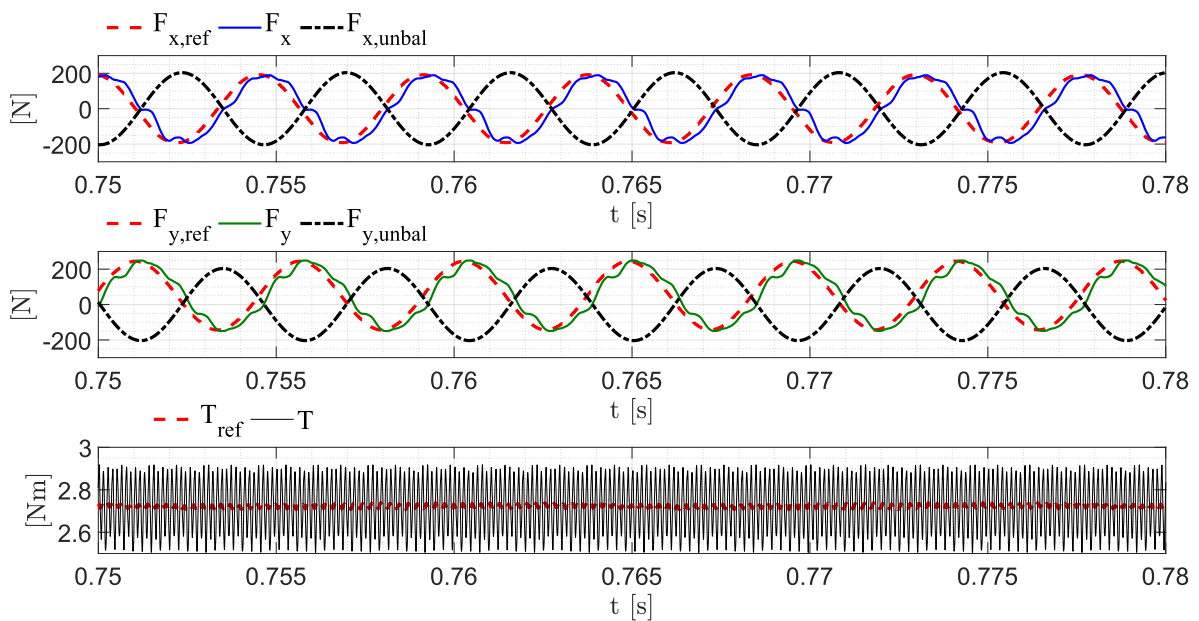 F_x,ref F_x F_x,unbal
200
0
-200
[N]
0.75 0.755 0.76 0.765 0.77 0.775 0.78
t [s]
F_y,ref F_y F_y,unbal
200
0
-200
[N]
0.75 0.755 0.76 0.765 0.77 0.775 0.78
t [s]
T_ref T
3
2.8
2.6
[Nm]
0.75 0.755 0.76 0.765 0.77 0.775 0.78
t [s]